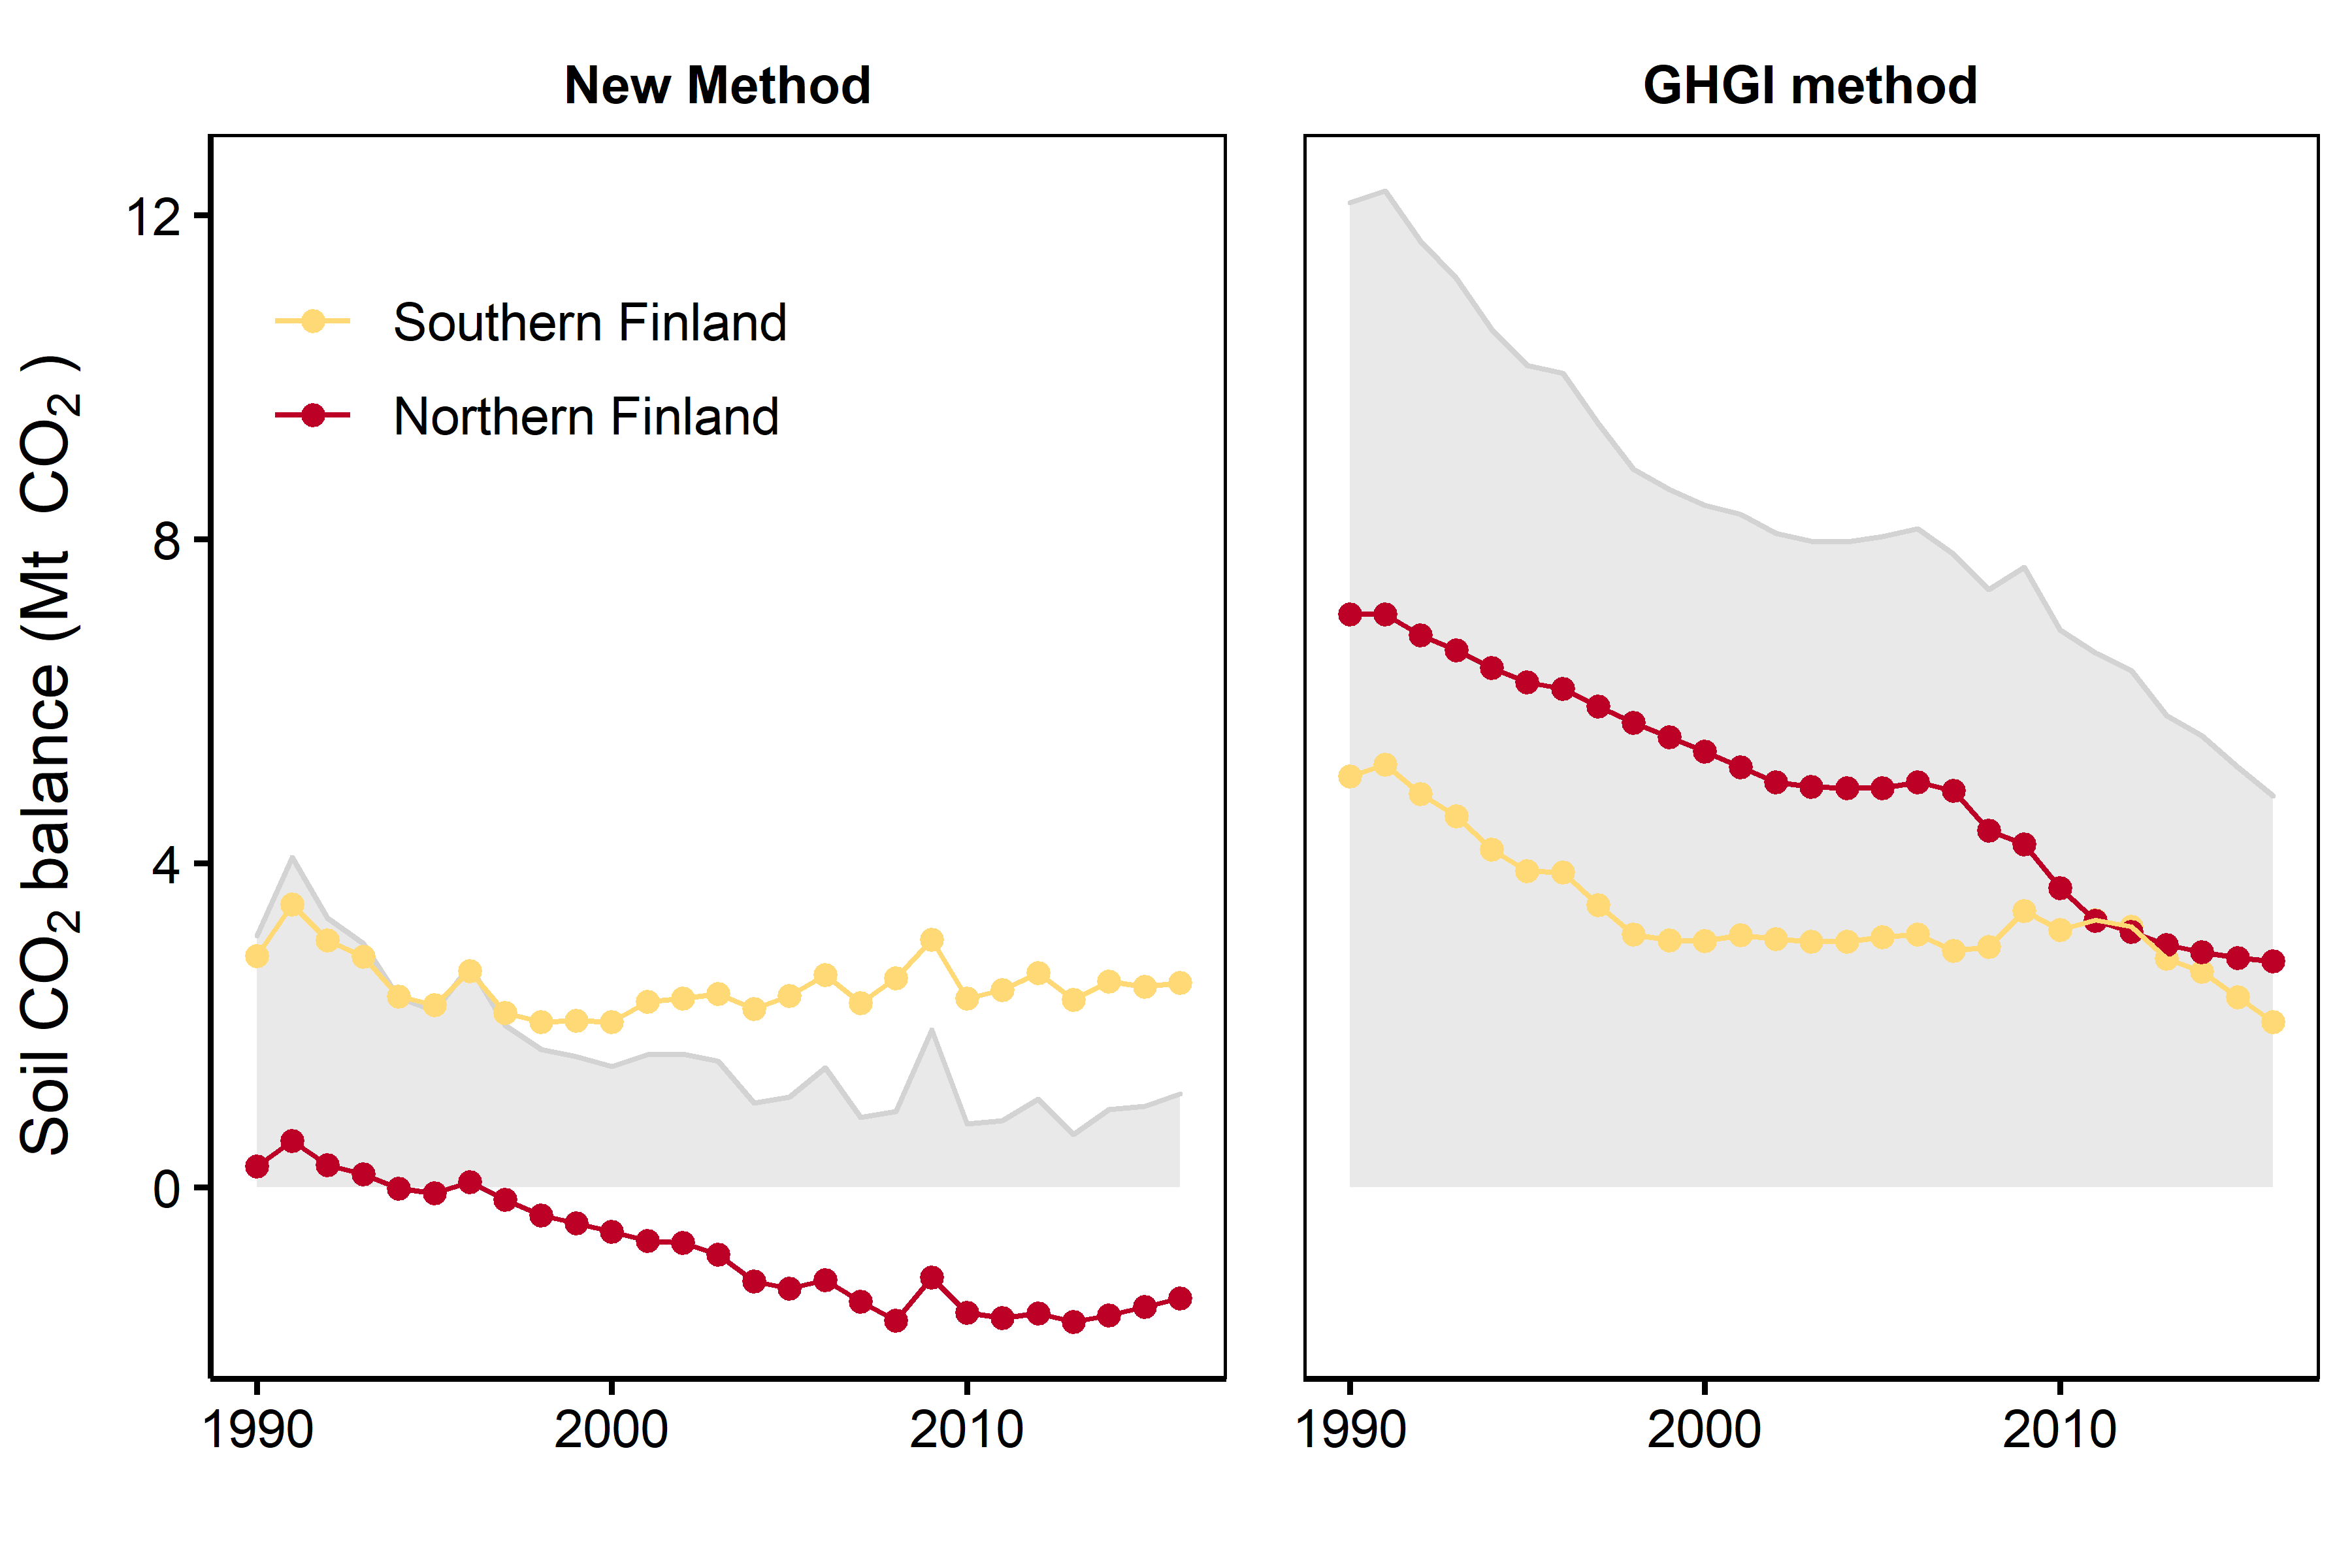 New Method
GHGI method
Soil CO₂ balance (Mt CO₂ )
12
8
4
0
Southern Finland
Northern Finland
1990
2000
2010
1990
2000
2010